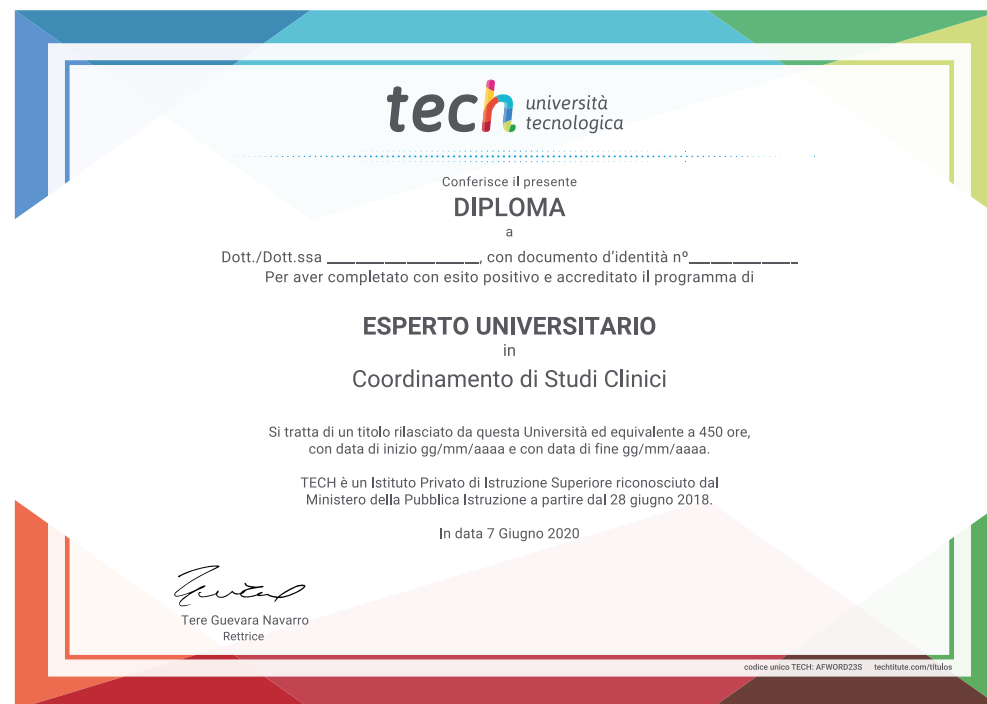 tech università
tecnologica
Conferisce il presente
DIPLOMA
a
Dott./Dott.ssa ____________________, con documento d'identità nº_______________
Per aver completato con esito positivo e accreditato il programma di
ESPERTO UNIVERSITARIO
in
Coordinamento di Studi Clinici
Si tratta di un titolo rilasciato da questa Università ed equivalente a 450 ore,
con data di inizio gg/mm/aaaa e con data di fine gg/mm/aaaa.
TECH è un Istituto Privato di Istruzione Superiore riconosciuto dal
Ministero della Pubblica Istruzione a partire dal 28 giugno 2018.
In data 7 Giugno 2020
Tere Guevara Navarro
Rettrice
codice unico TECH: AFWORD23S techtitute.com/títulos